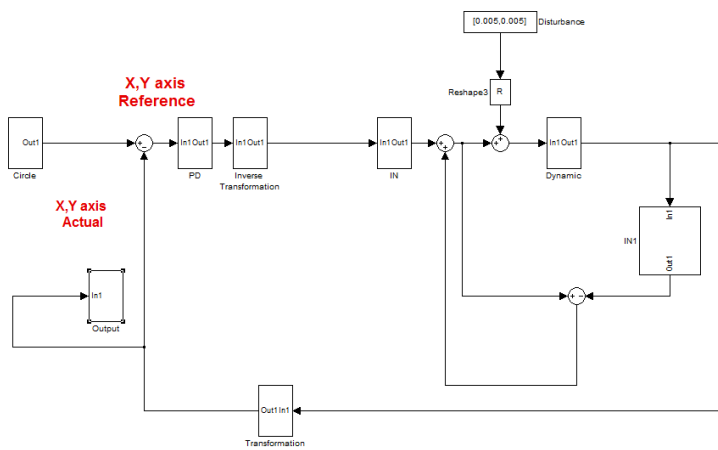 [0.005,0.005] Disturbance
X,Y axis
Reference
Reshape3 R
Out1
In1 Out1
In1 Out1
In1 Out1
In1 Out1
Circle
PD
Inverse
Transformation
IN
Dynamic
X,Y axis
Actual
In1
IN1
Out1
In1
Output
Out1 In1
Transformation